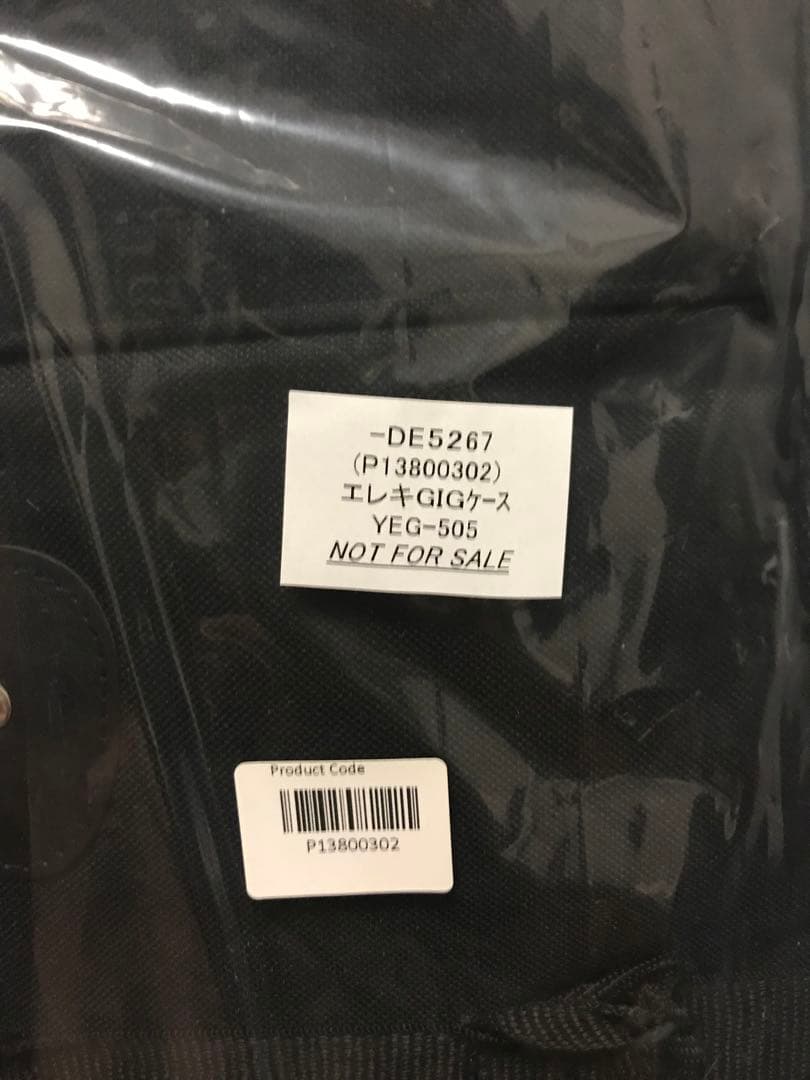 -DE5267
(P13800302)
エレキGIGｹｰｽ
YEG-505
NOT FOR SALE
Product Code
P13800302